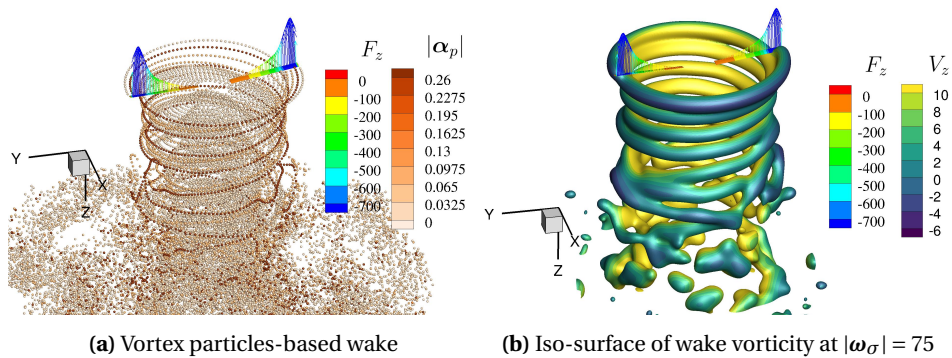 F_z
|α_p|
0
-100
-200
-300
-400
-500
-600
-700
0.26
0.2275
0.195
0.1625
0.13
0.0975
0.065
0.0325
0
Y
X
Z
(a) Vortex particles-based wake
F_z
V_z
0
-100
-200
-300
-400
-500
-600
-700
10
8
6
4
2
0
-2
-4
-6
Y
X
Z
(b) Iso-surface of wake vorticity at |ω_σ| = 75